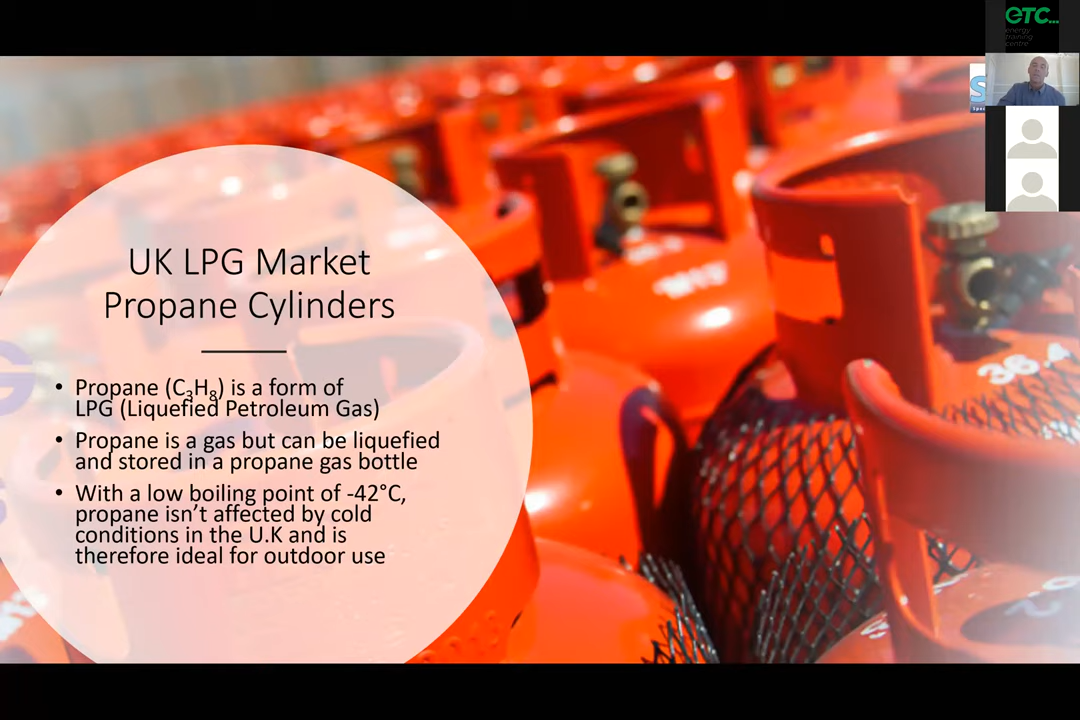 eTC...
energy
training
centre
UK LPG Market
Propane Cylinders
• Propane (C₃H₈) is a form of
LPG (Liquefied Petroleum Gas)
• Propane is a gas but can be liquefied
and stored in a propane gas bottle
• With a low boiling point of -42°C,
propane isn’t affected by cold
conditions in the U.K and is
therefore ideal for outdoor use
36.4